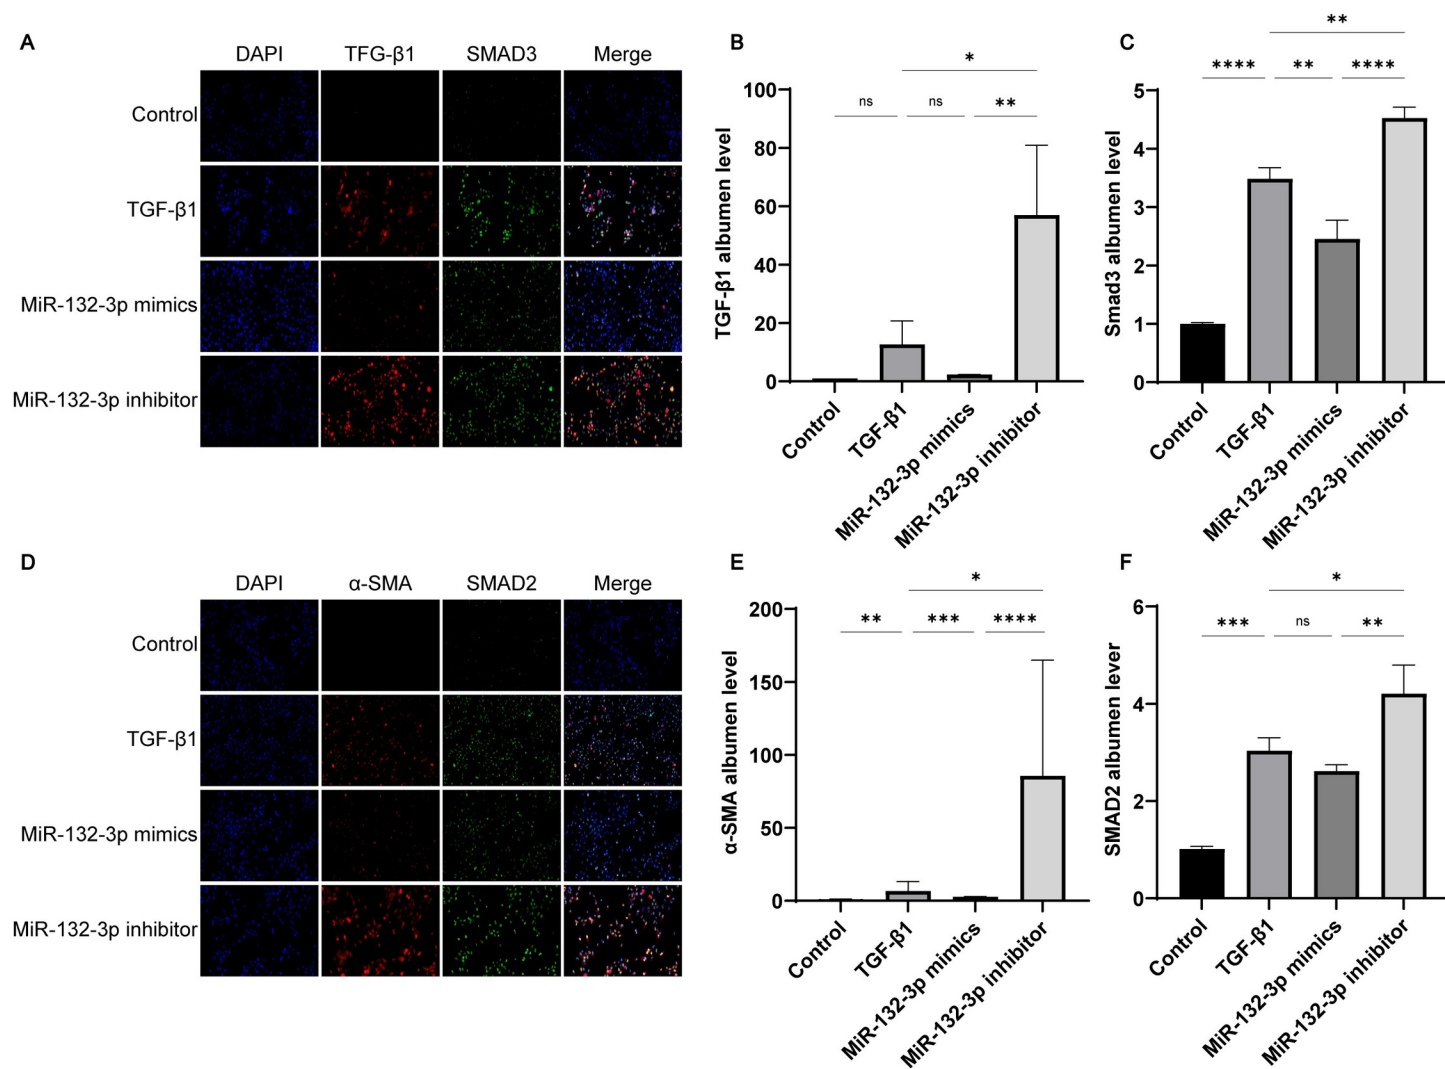 A
DAPI TFG-β1 SMAD3 Merge
Control
TGF-β1
MiR-132-3p mimics
MiR-132-3p inhibitor
B
*
ns ns **
TGF-β1 albumen level
100
80
60
40
20
0
Control
TGF-β1
MiR-132-3p mimics
MiR-132-3p inhibitor
C
**
**** ** ****
Smad3 albumen level
5
4
3
2
1
0
Control
TGF-β1
MiR-132-3p mimics
MiR-132-3p inhibitor
D
DAPI α-SMA SMAD2 Merge
Control
TGF-β1
MiR-132-3p mimics
MiR-132-3p inhibitor
E
*
** *** ****
α-SMA albumen level
200
150
100
50
0
Control
TGF-β1
MiR-132-3p mimics
MiR-132-3p inhibitor
F
*
*** ns **
SMAD2 albumen lever
6
4
2
0
Control
TGF-β1
MiR-132-3p mimics
MiR-132-3p inhibitor